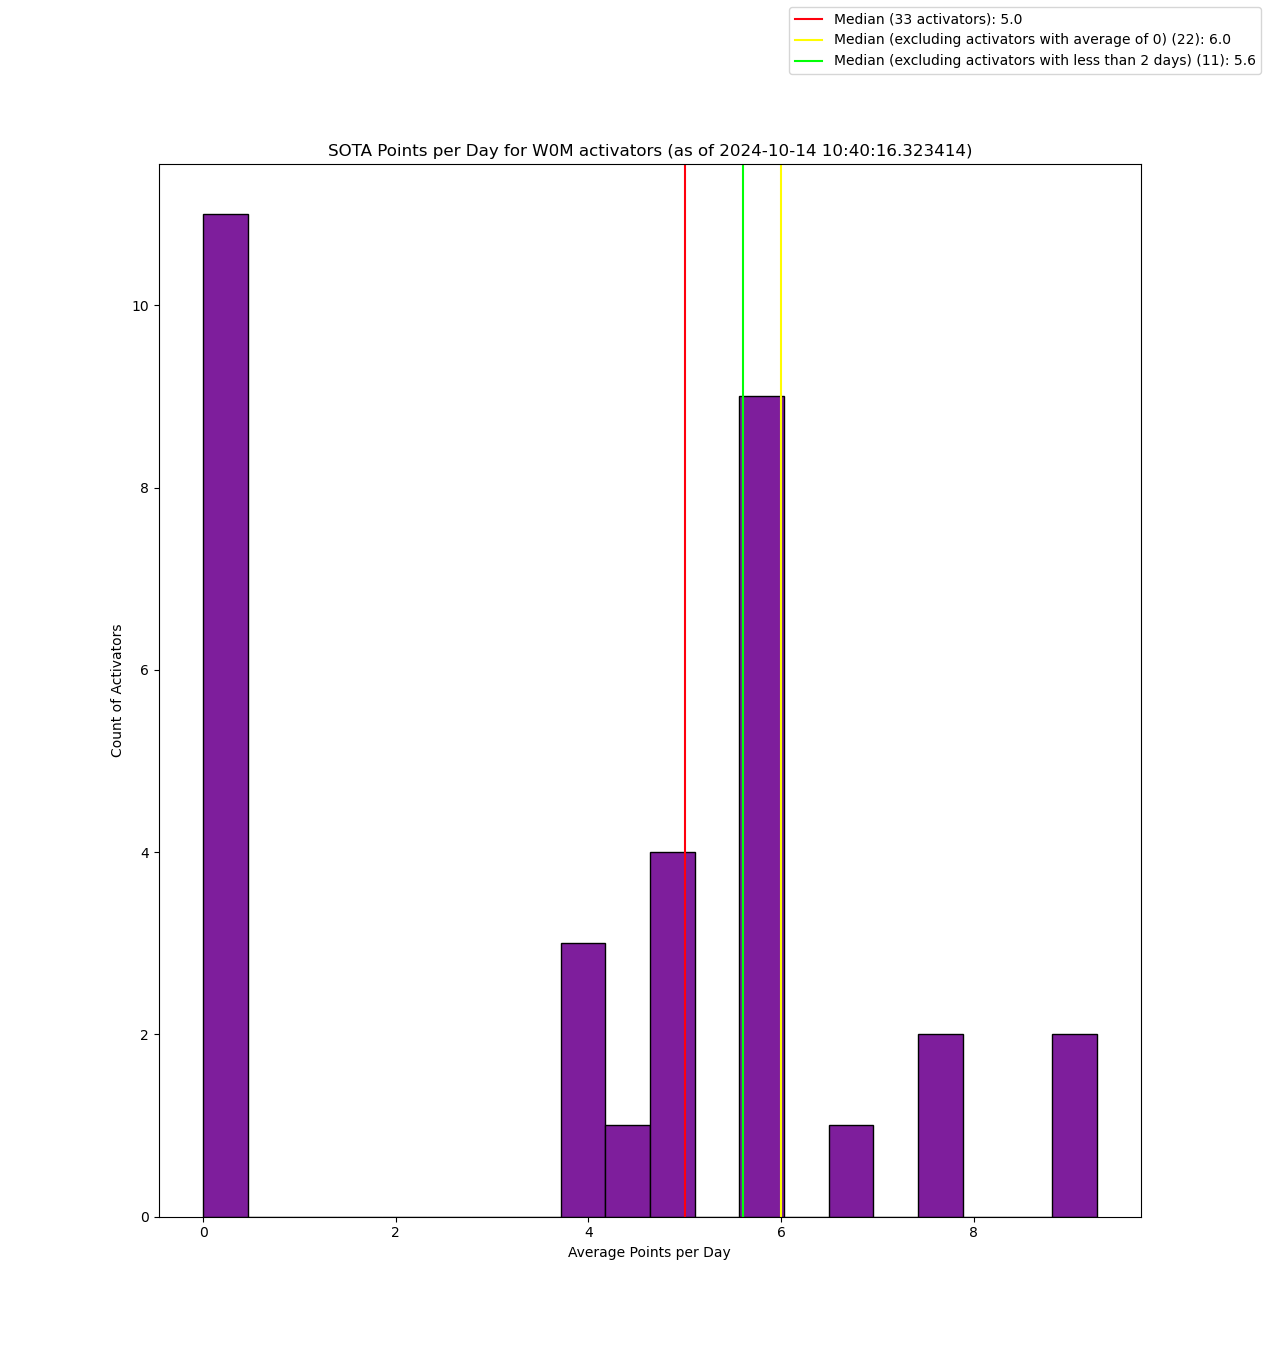 Median (33 activators): 5.0
Median (excluding activators with average of 0) (22): 6.0
Median (excluding activators with less than 2 days) (11): 5.6
SOTA Points per Day for W0M activators (as of 2024-10-14 10:40:16.323414)
10
8
6
4
2
0
Count of Activators
0 2 4 6 8
Average Points per Day